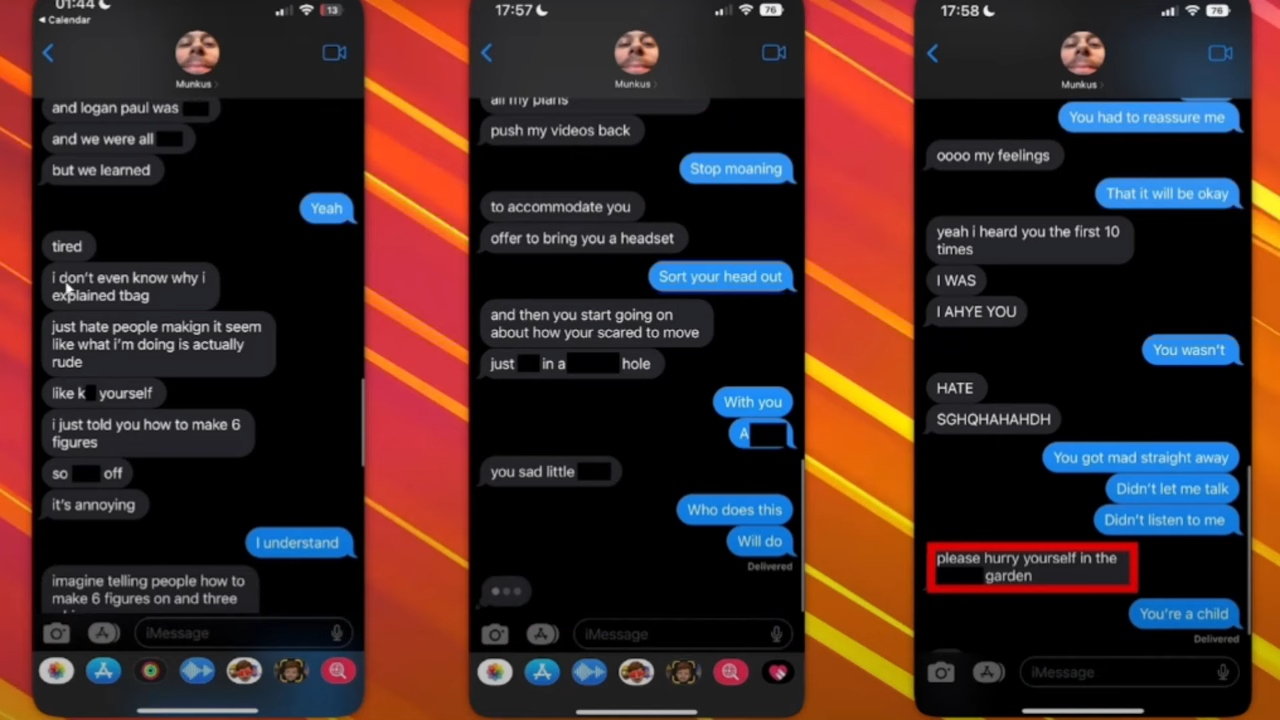 01:44
13
Calendar
Munkus
and logan paul was
and we were all
but we learned
Yeah
tired
i don't even know why i
explained tbag
just hate people makign it seem
like what i'm doing is actually
rude
like k yourself
i just told you how to make 6
figures
so off
it's annoying
I understand
imagine telling people how to
make 6 figures on and three
iMessage
17:57
76
Munkus
all my plans
push my videos back
Stop moaning
to accommodate you
offer to bring you a headset
Sort your head out
and then you start going on
about how your scared to move
just in a hole
With you
A
you sad little
Who does this
Will do
Delivered
iMessage
17:58
76
Munkus
You had to reassure me
oooo my feelings
That it will be okay
yeah i heard you the first 10
times
I WAS
I AHYE YOU
You wasn't
HATE
SGHQHAHAHDH
You got mad straight away
Didn't let me talk
Didn't listen to me
please hurry yourself in the
garden
You're a child
Delivered
iMessage